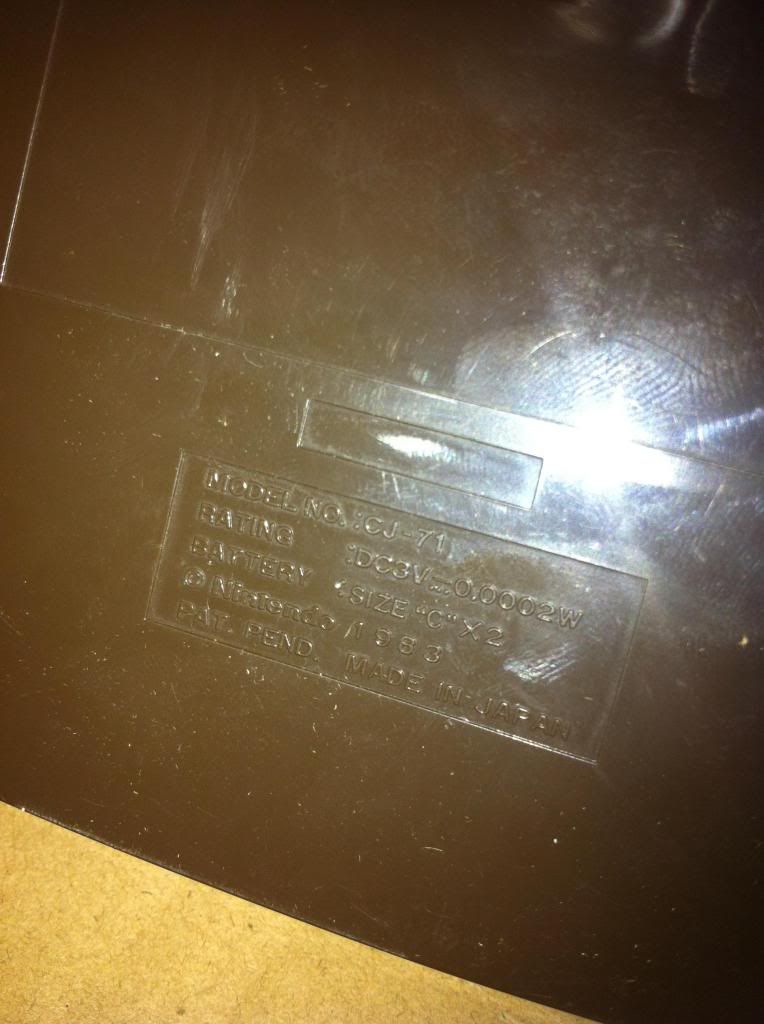 MODEL NO. :CJ-71
RATING :DC3V⎓0.0002W
BATTERY :SIZE "C" X 2
© Nintendo /1983
PAT. PEND. MADE IN JAPAN